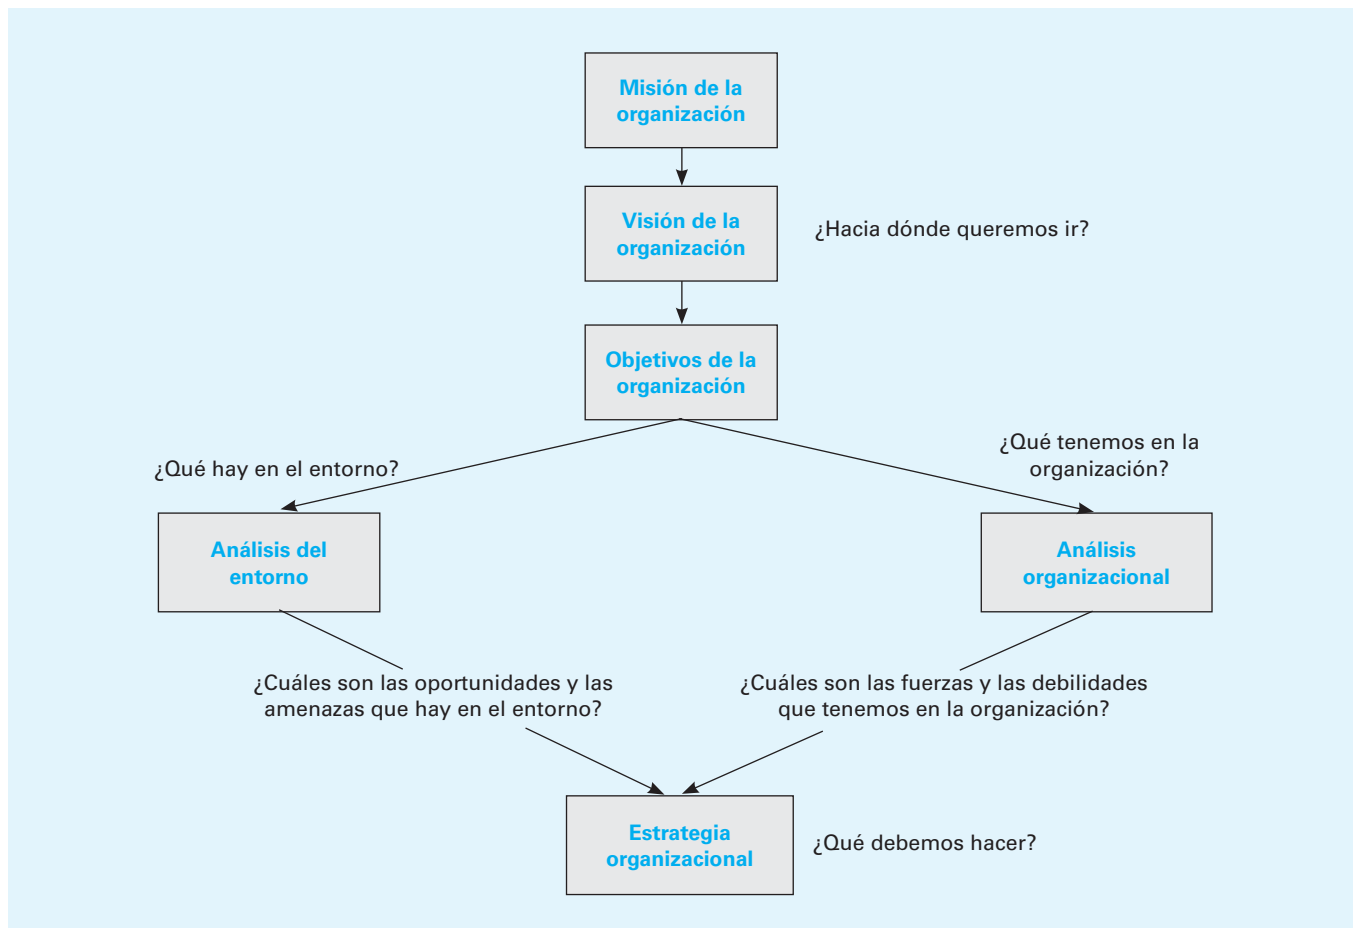 Misión de la
organización
Visión de la
organización
¿Hacia dónde queremos ir?
Objetivos de la
organización
¿Qué hay en el entorno?
¿Qué tenemos en la
organización?
Análisis del
entorno
Análisis
organizacional
¿Cuáles son las oportunidades y las
amenazas que hay en el entorno?
¿Cuáles son las fuerzas y las debilidades
que tenemos en la organización?
Estrategia
organizacional
¿Qué debemos hacer?